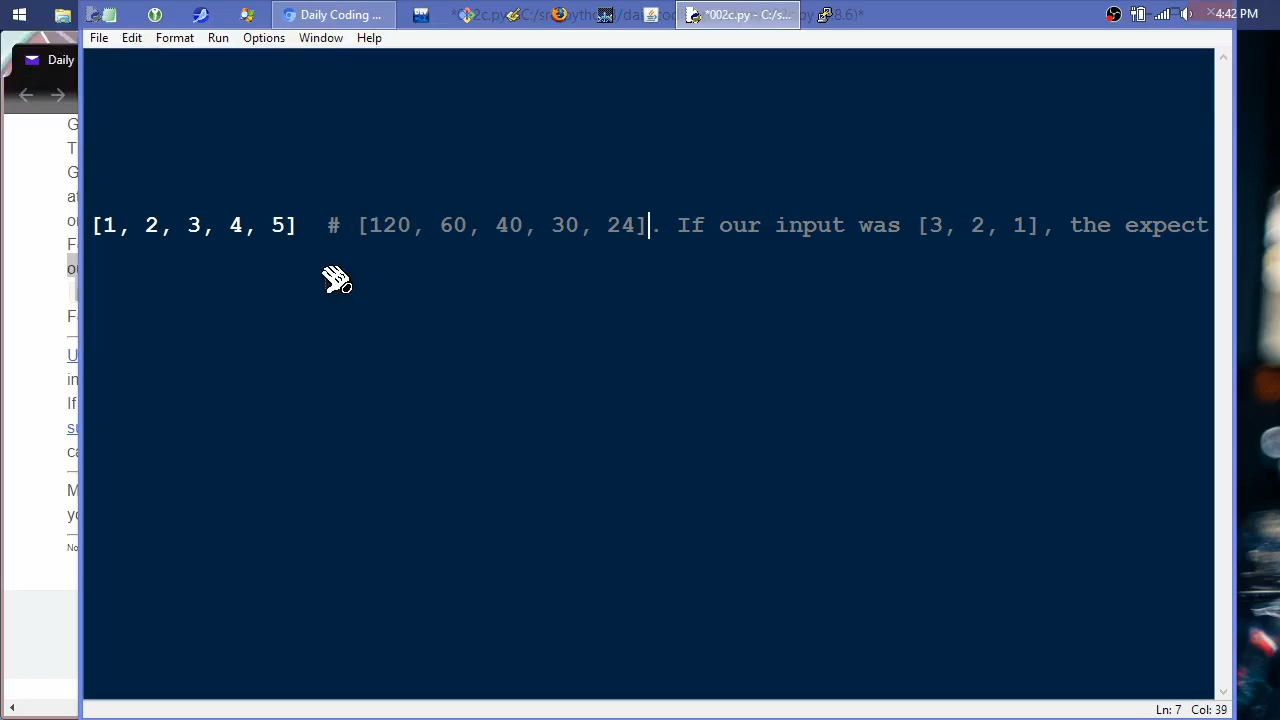 Daily Coding ...
*002c.py - C:/s...
4:42 PM
File Edit Format Run Options Window Help
Daily
[1, 2, 3, 4, 5]  # [120, 60, 40, 30, 24]. If our input was [3, 2, 1], the expect
Ln: 7 Col: 39